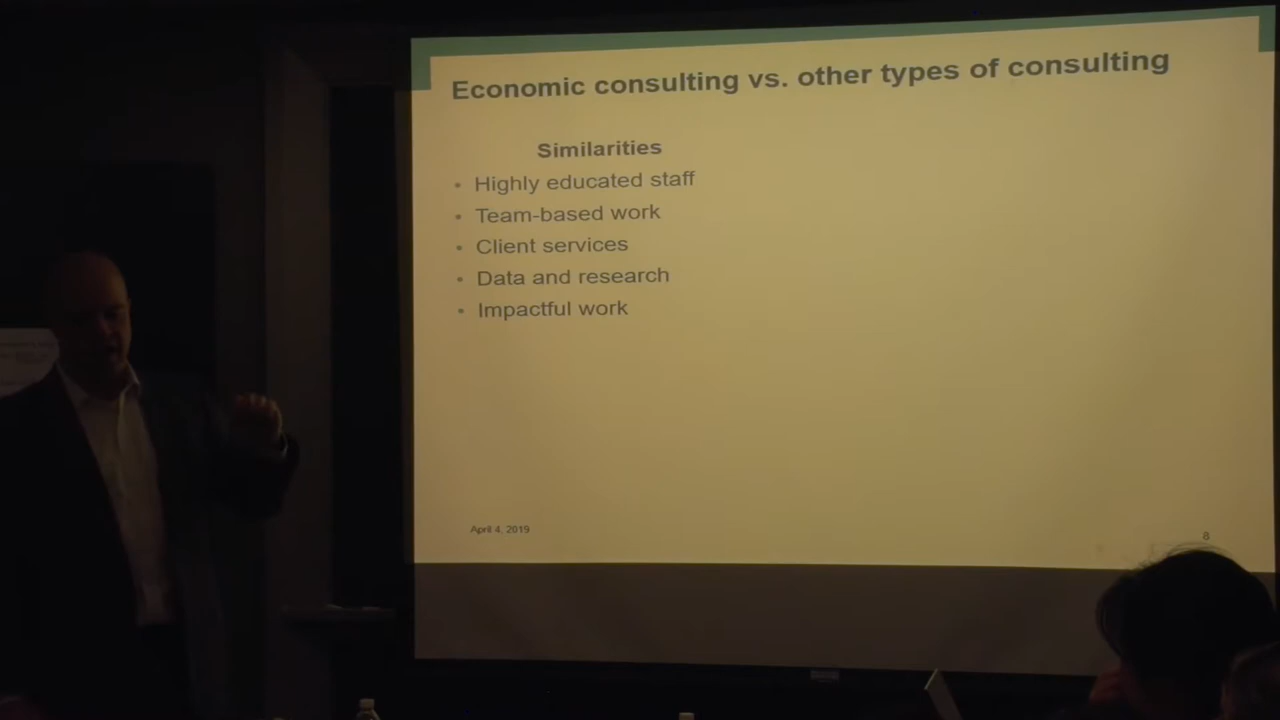 Economic consulting vs. other types of consulting
Similarities
• Highly educated staff
• Team-based work
• Client services
• Data and research
• Impactful work
April 4, 2019
8